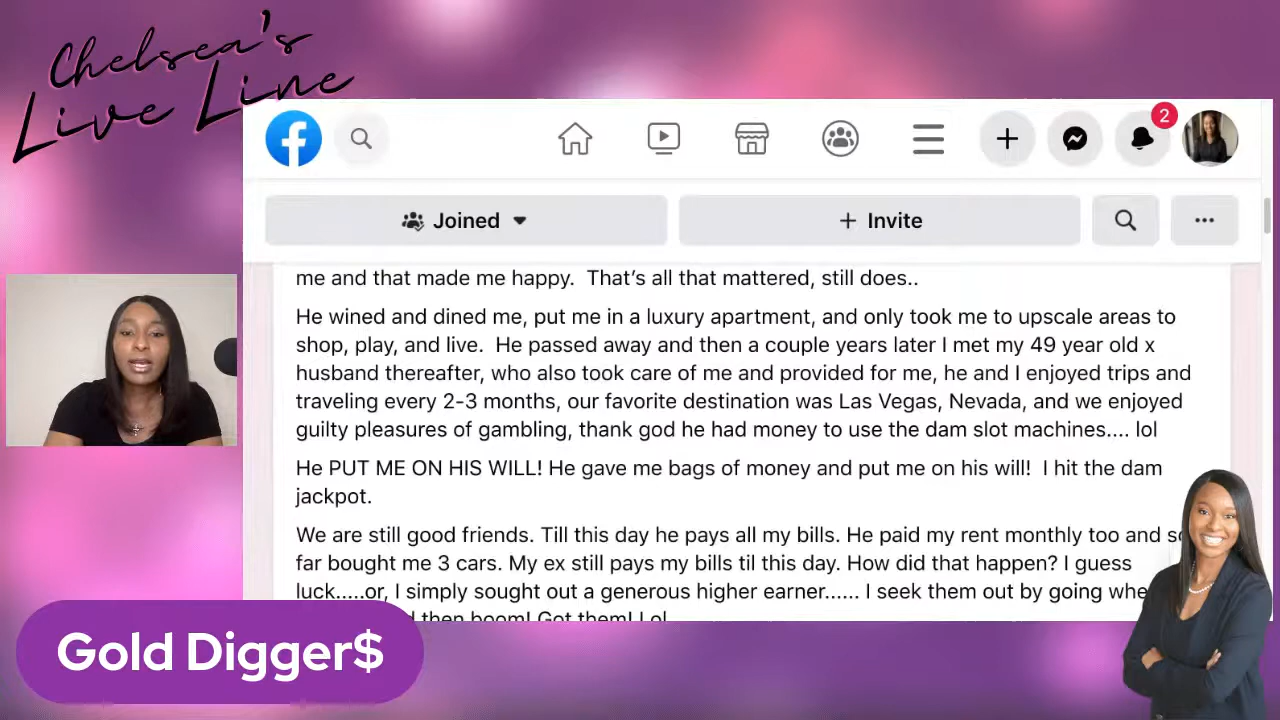 Chelsea's
Live Line
2
Joined
+ Invite
me and that made me happy.  That's all that mattered, still does..
He wined and dined me, put me in a luxury apartment, and only took me to upscale areas to
shop, play, and live.  He passed away and then a couple years later I met my 49 year old x
husband thereafter, who also took care of me and provided for me, he and I enjoyed trips and
traveling every 2-3 months, our favorite destination was Las Vegas, Nevada, and we enjoyed
guilty pleasures of gambling, thank god he had money to use the dam slot machines.... lol
He PUT ME ON HIS WILL! He gave me bags of money and put me on his will!  I hit the dam
jackpot.
We are still good friends. Till this day he pays all my bills. He paid my rent monthly too and
far bought me 3 cars. My ex still pays my bills til this day. How did that happen? I guess
luck.....or, I simply sought out a generous higher earner...... I seek them out by going
then boom! Got them! Lol
Gold Digger$